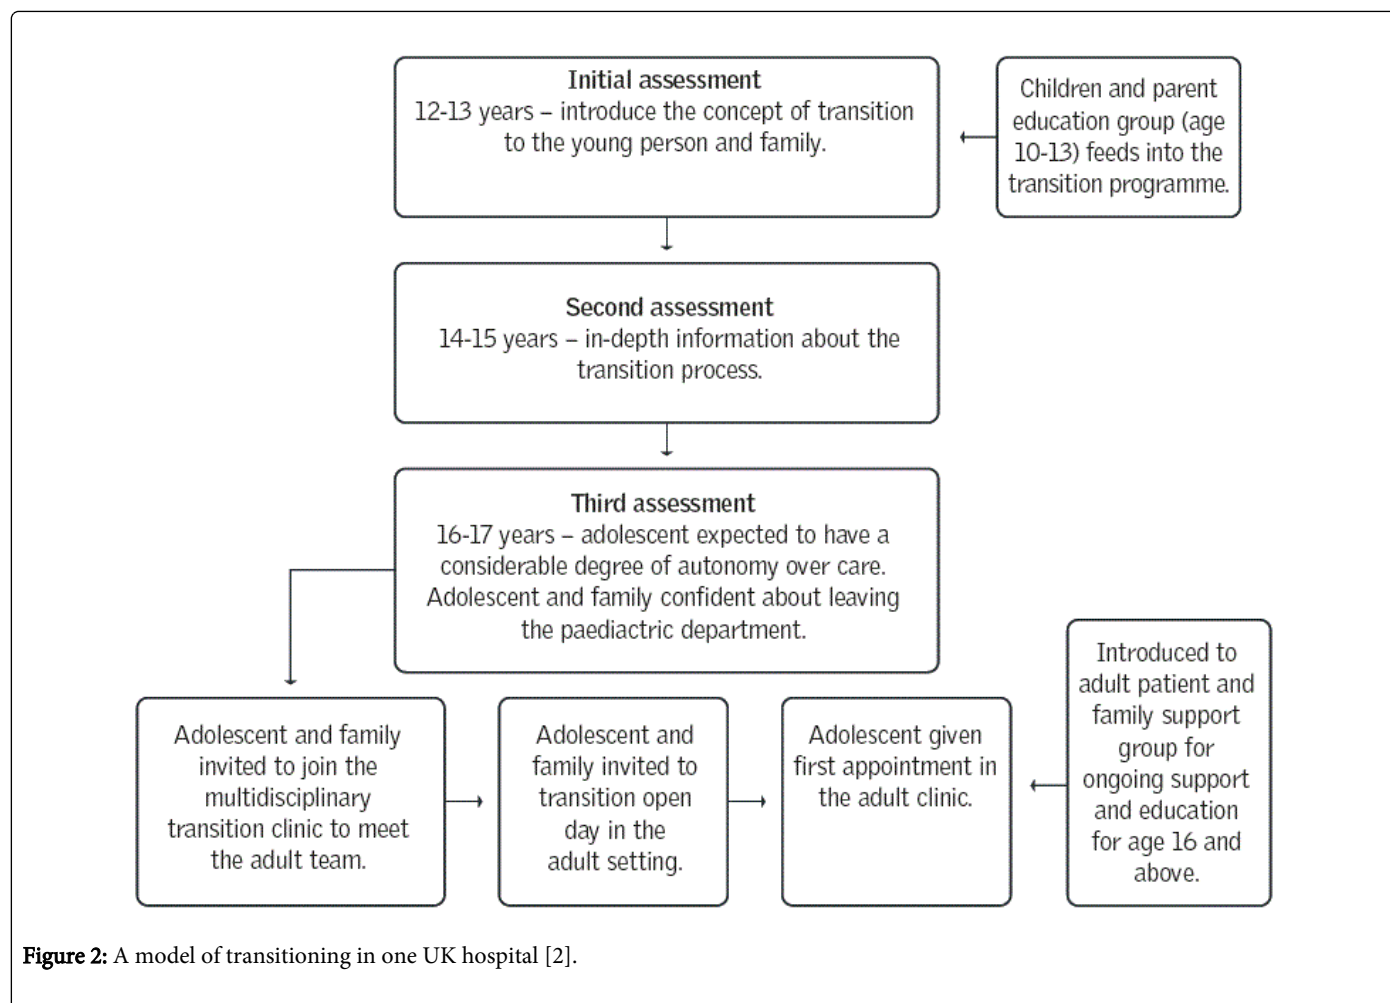 Initial assessment
12-13 years – introduce the concept of transition
to the young person and family.
Children and parent
education group (age
10-13) feeds into the
transition programme.
Second assessment
14-15 years – in-depth information about the
transition process.
Third assessment
16-17 years – adolescent expected to have a
considerable degree of autonomy over care.
Adolescent and family confident about leaving
the paediactric department.
Adolescent and family
invited to join the
multidisciplinary
transition clinic to meet
the adult team.
Adolescent and
family invited to
transition open
day in the
adult setting.
Adolescent given
first appointment in
the adult clinic.
Introduced to
adult patient and
family support
group for
ongoing support
and education
for age 16 and
above.
Figure 2: A model of transitioning in one UK hospital [2].